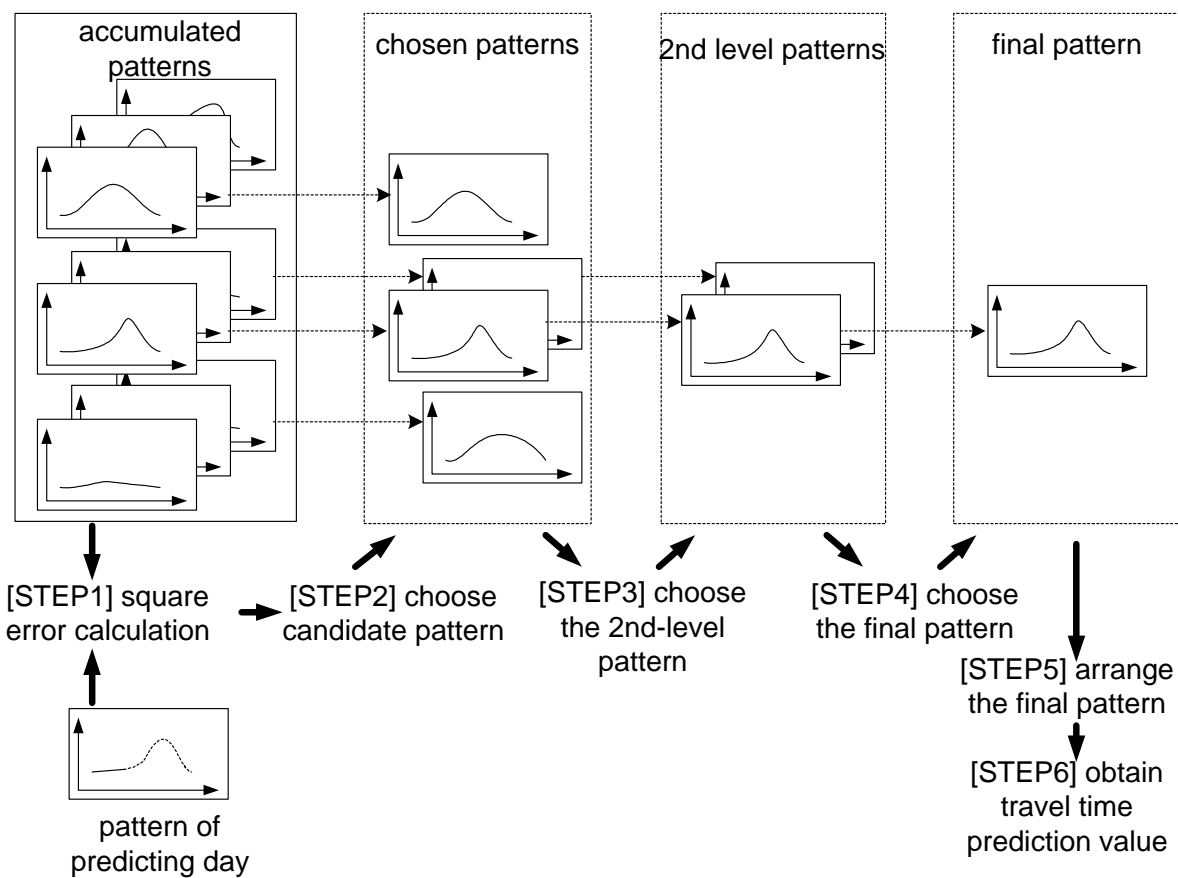 accumulated
patterns
chosen patterns
2nd level patterns
final pattern
[STEP1] square
error calculation
[STEP2] choose
candidate pattern
[STEP3] choose
the 2nd-level
pattern
[STEP4] choose
the final pattern
[STEP5] arrange
the final pattern
[STEP6] obtain
travel time
prediction value
pattern of
predicting day